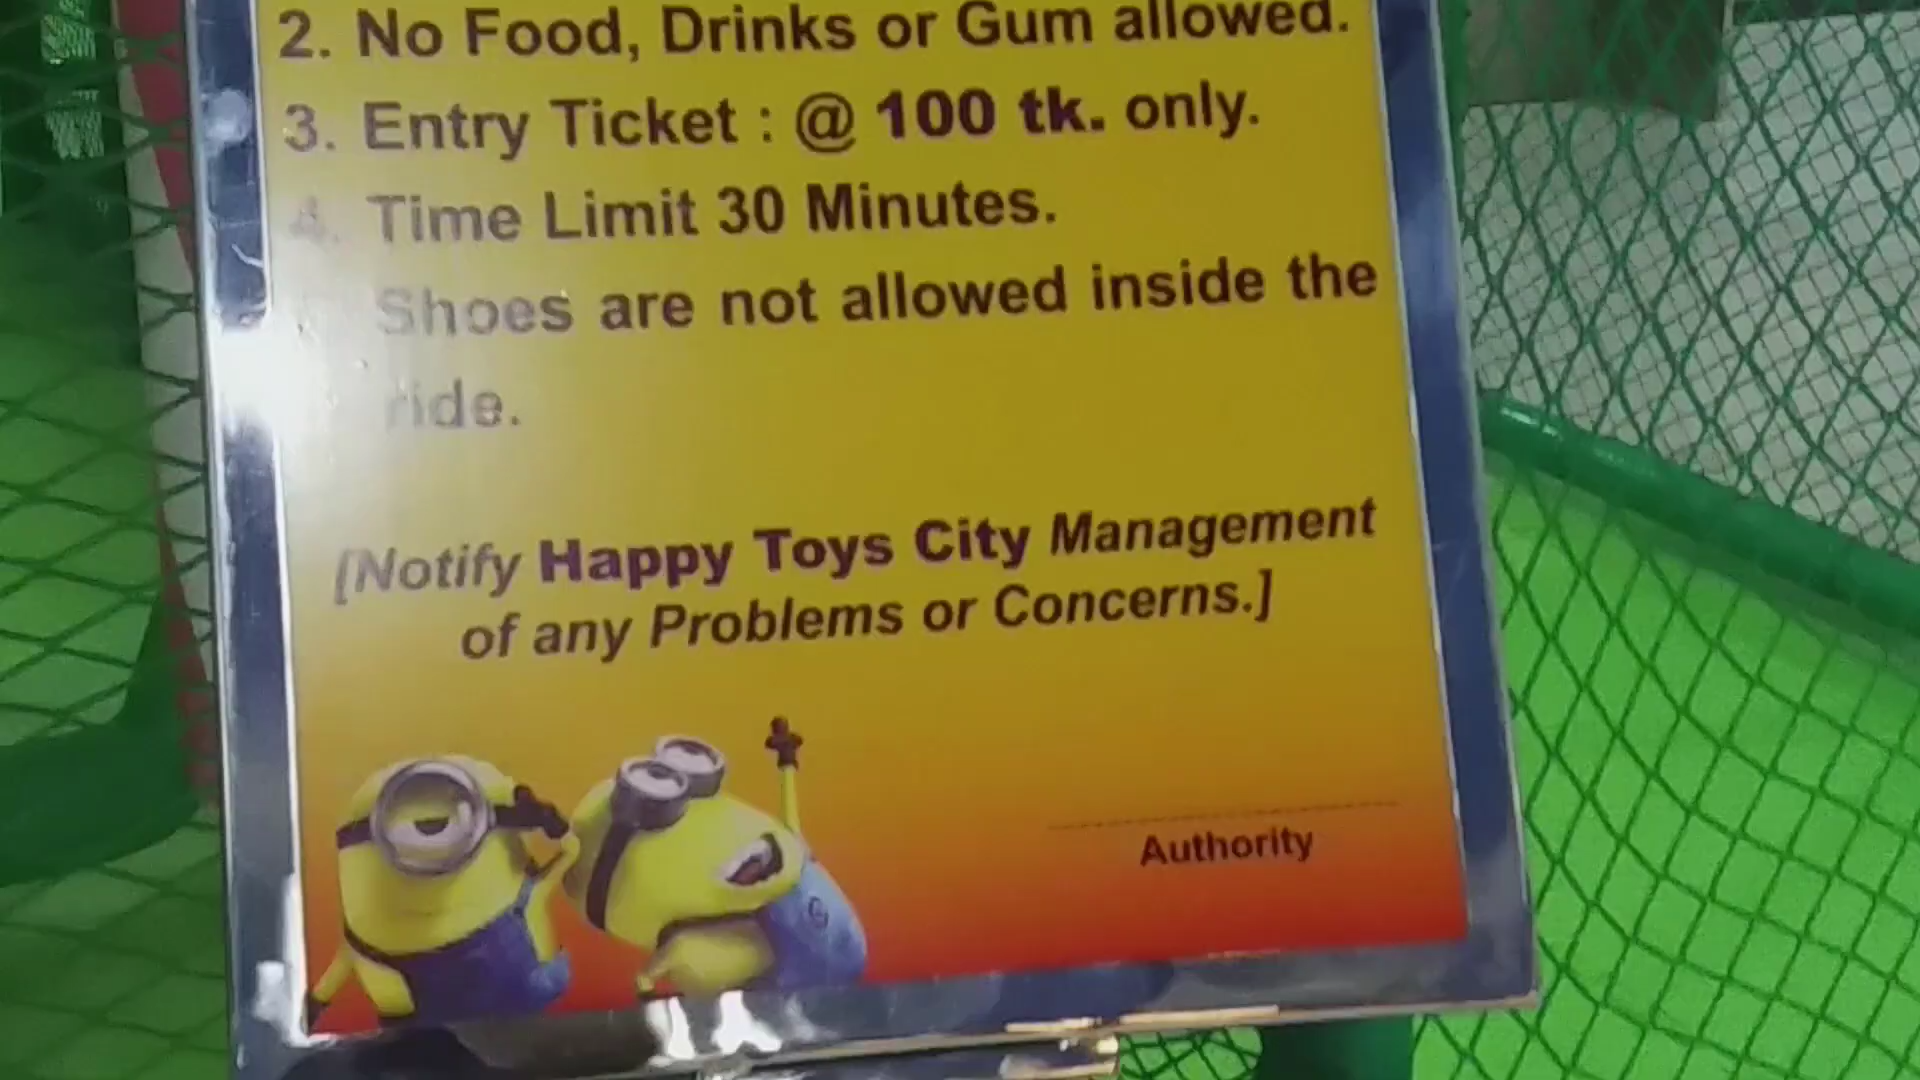 2. No Food, Drinks or Gum allowed.
3. Entry Ticket : @ 100 tk. only.
4. Time Limit 30 Minutes.
Shoes are not allowed inside the
ride.
[Notify Happy Toys City Management
of any Problems or Concerns.]
Authority